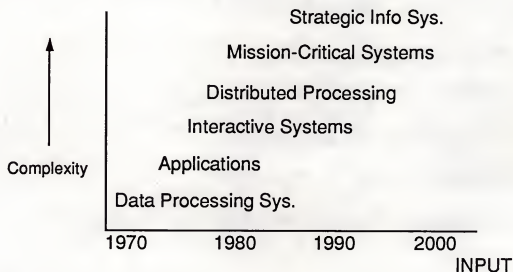 Strategic Info Sys.
Mission-Critical Systems
Distributed Processing
Interactive Systems
Complexity
Applications
Data Processing Sys.
1970 1980 1990 2000
INPUT